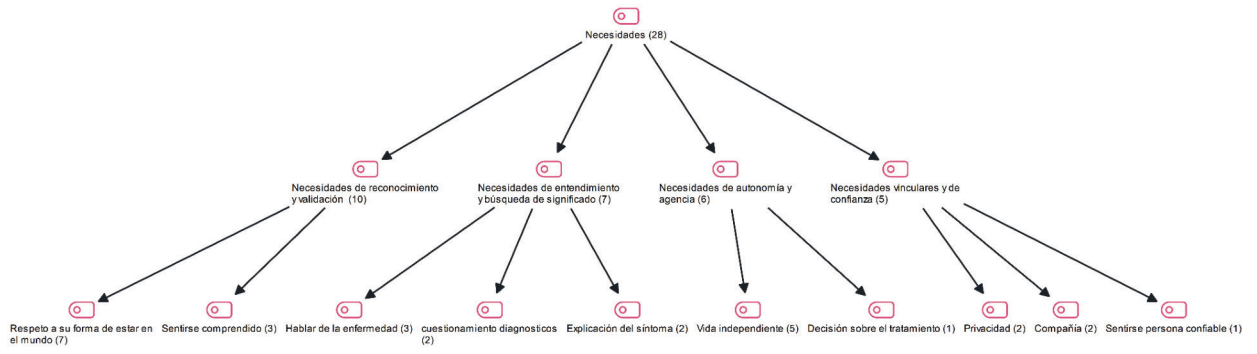 Necesidades (28)
Necesidades de reconocimiento
y validación (10)
Necesidades de entendimiento
y búsqueda de significado (7)
Necesidades de autonomía y
agencia (6)
Necesidades vinculares y de
confianza (5)
Respeto a su forma de estar en
el mundo (7)
Sentirse comprendido (3)
Hablar de la enfermedad (3)
cuestionamiento diagnosticos
(2)
Explicación del síntoma (2)
Vida independiente (5)
Decisión sobre el tratamiento (1)
Privacidad (2)
Compañía (2)
Sentirse persona confiable (1)